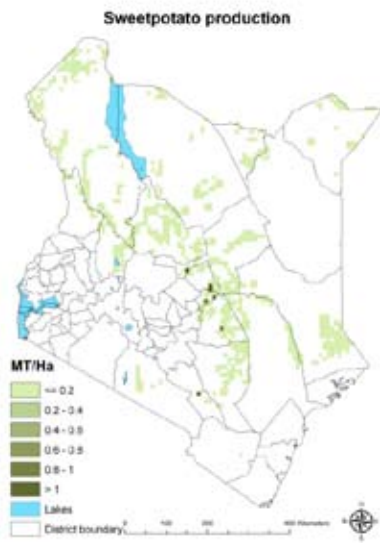 Sweetpotato production
MT/Ha
<= 0.2
0.2 - 0.4
0.4 - 0.6
0.6 - 0.8
0.8 - 1
> 1
Lakes
District boundary
0 100 200 400 Kilometers
N